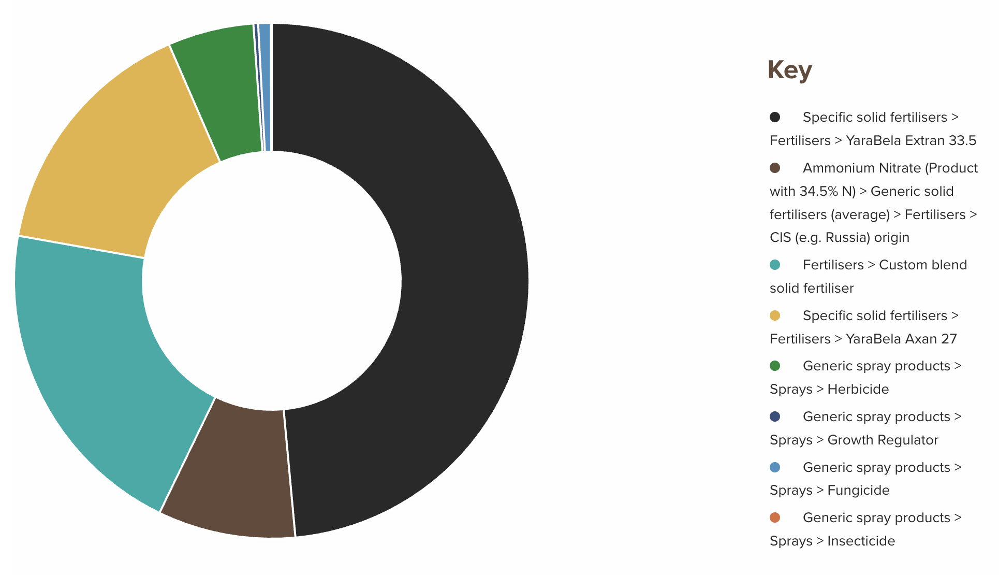 Key
Specific solid fertilisers >
Fertilisers > YaraBela Extran 33.5
Ammonium Nitrate (Product
with 34.5% N) > Generic solid
fertilisers (average) > Fertilisers >
CIS (e.g. Russia) origin
Fertilisers > Custom blend
solid fertiliser
Specific solid fertilisers >
Fertilisers > YaraBela Axan 27
Generic spray products >
Sprays > Herbicide
Generic spray products >
Sprays > Growth Regulator
Generic spray products >
Sprays > Fungicide
Generic spray products >
Sprays > Insecticide